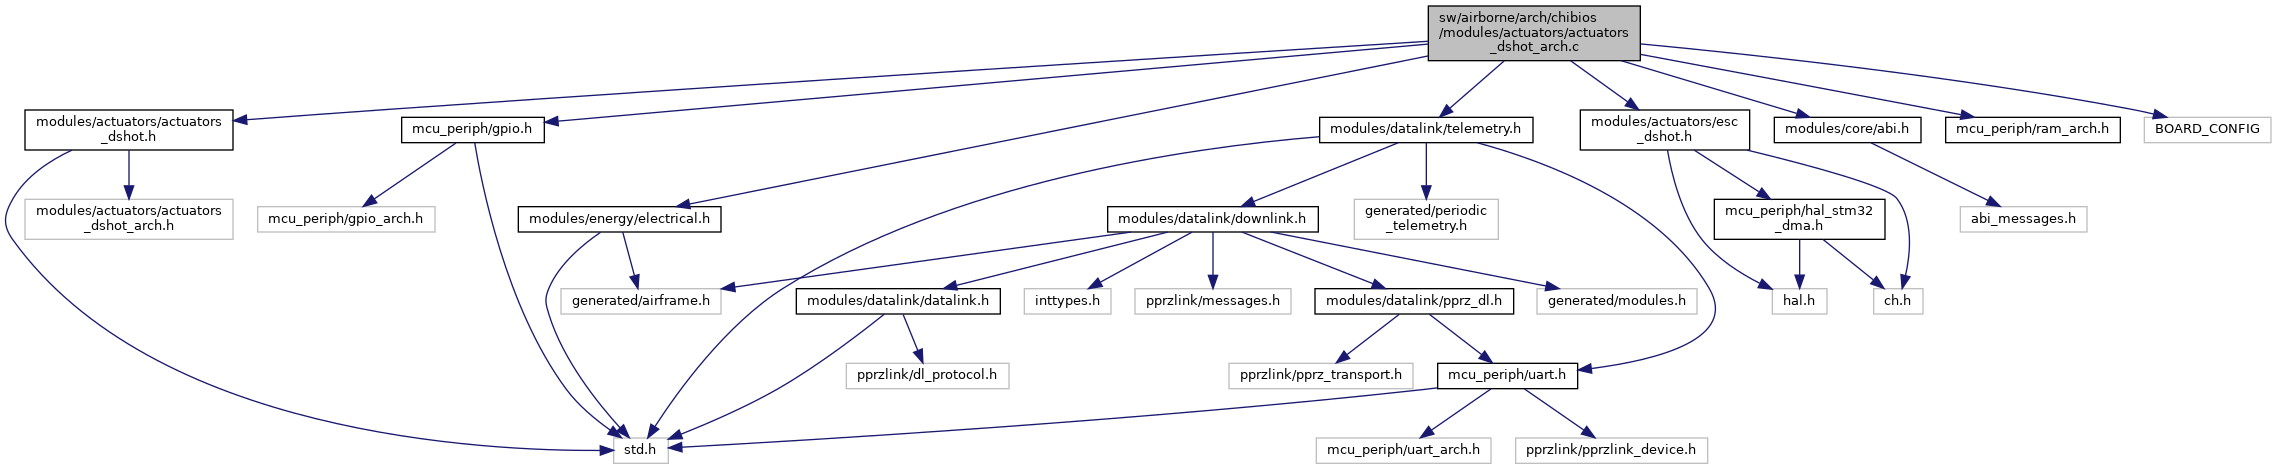 sw/airborne/arch/chibios
/modules/actuators/actuators
_dshot_arch.c
modules/actuators/actuators
_dshot.h
mcu_periph/gpio.h
modules/datalink/telemetry.h
modules/actuators/esc
_dshot.h
modules/core/abi.h
mcu_periph/ram_arch.h
BOARD_CONFIG
modules/actuators/actuators
_dshot_arch.h
mcu_periph/gpio_arch.h
modules/energy/electrical.h
modules/datalink/downlink.h
generated/periodic
_telemetry.h
mcu_periph/hal_stm32
_dma.h
abi_messages.h
generated/airframe.h
modules/datalink/datalink.h
inttypes.h
pprzlink/messages.h
modules/datalink/pprz_dl.h
generated/modules.h
hal.h
ch.h
pprzlink/dl_protocol.h
pprzlink/pprz_transport.h
mcu_periph/uart.h
std.h
mcu_periph/uart_arch.h
pprzlink/pprzlink_device.h